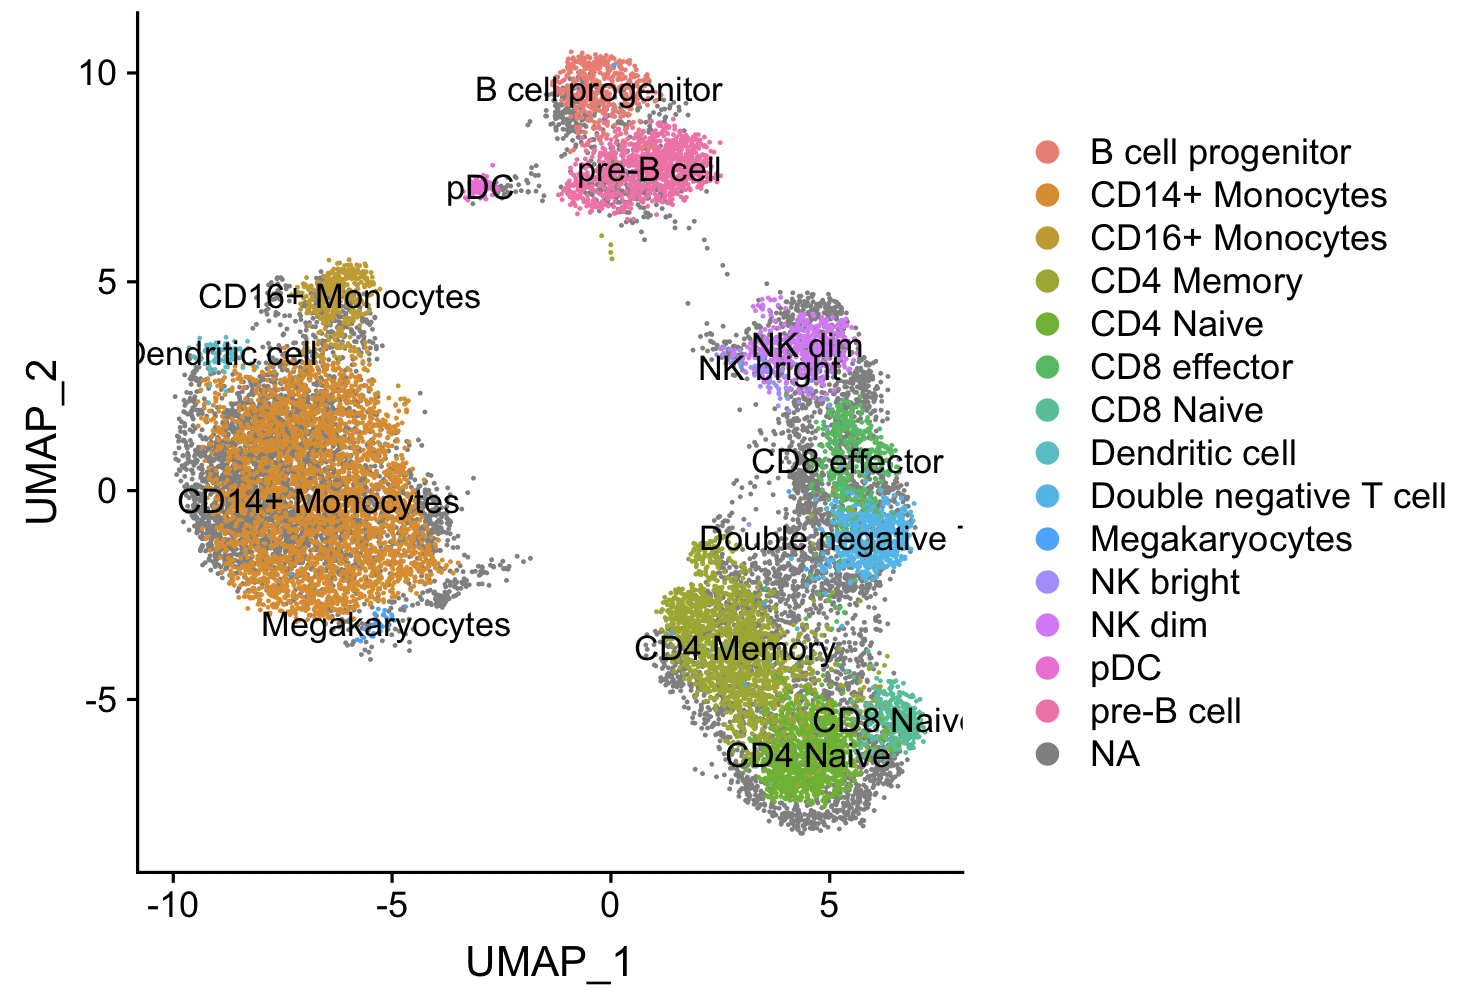 10
5
0
-5
UMAP_2
-10
-5
0
5
UMAP_1
B cell progenitor
pre-B cell
pDC
CD16+ Monocytes
Dendritic cell
NK dim
NK bright
CD8 effector
CD14+ Monocytes
Double negative T
Megakaryocytes
CD4 Memory
CD8 Naive
CD4 Naive
B cell progenitor
CD14+ Monocytes
CD16+ Monocytes
CD4 Memory
CD4 Naive
CD8 effector
CD8 Naive
Dendritic cell
Double negative T cell
Megakaryocytes
NK bright
NK dim
pDC
pre-B cell
NA